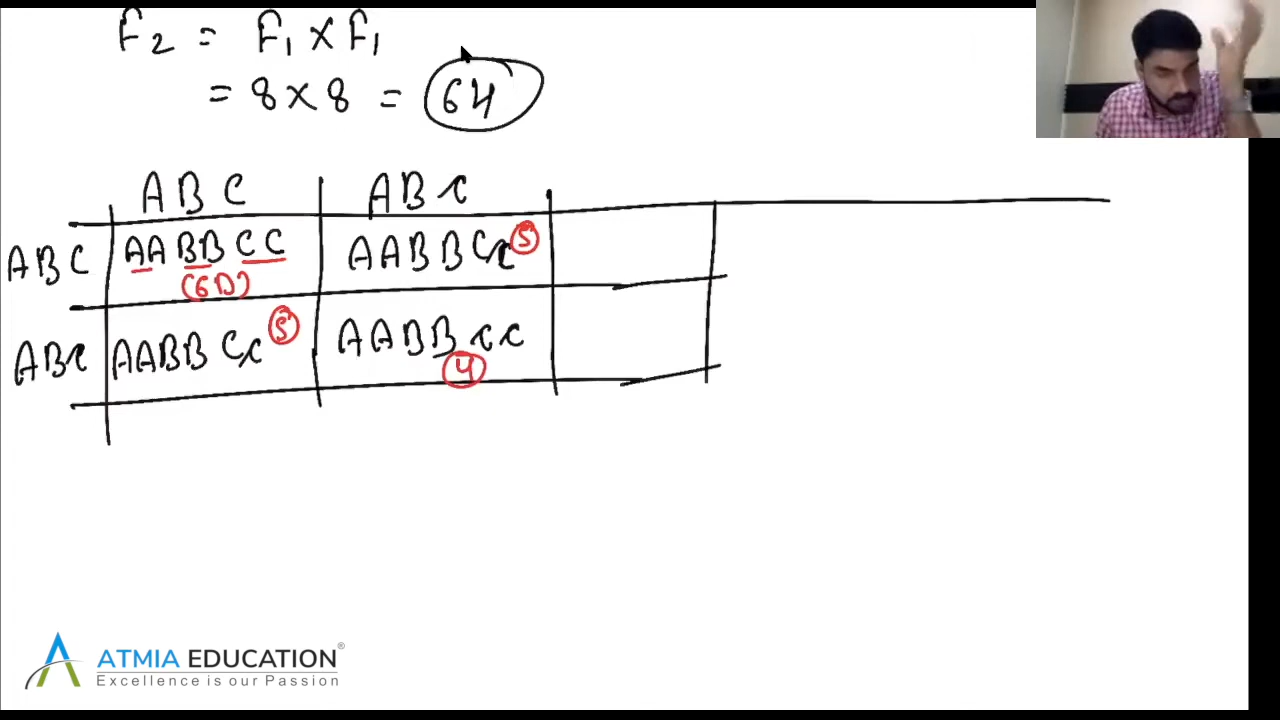 F2 = F1 × F1
= 8 × 8 = 64
ABC ABc
ABC AABBCC AABBCc 5
(6D)
ABc AABBCc 5 AABBcc
4
ATMIA EDUCATION®
Excellence is our Passion